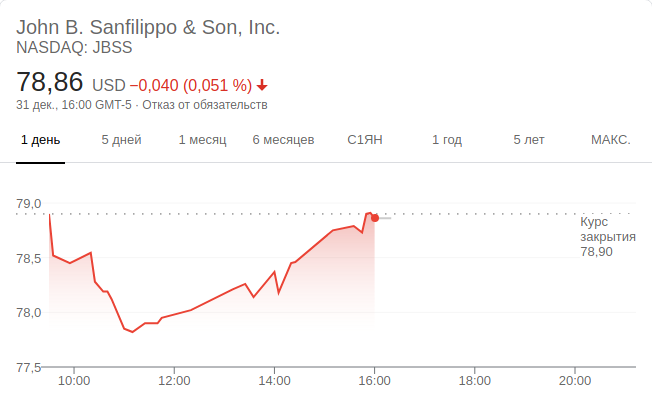 John B. Sanfilippo & Son, Inc.
NASDAQ: JBSS
78,86 USD −0,040 (0,051 %)
31 дек., 16:00 GMT-5 · Отказ от обязательств
1 день 5 дней 1 месяц 6 месяцев С1ЯН 1 год 5 лет МАКС.
79,0
Курс
закрытия
78,90
78,5
78,0
77,5
10:00 12:00 14:00 16:00 18:00 20:00